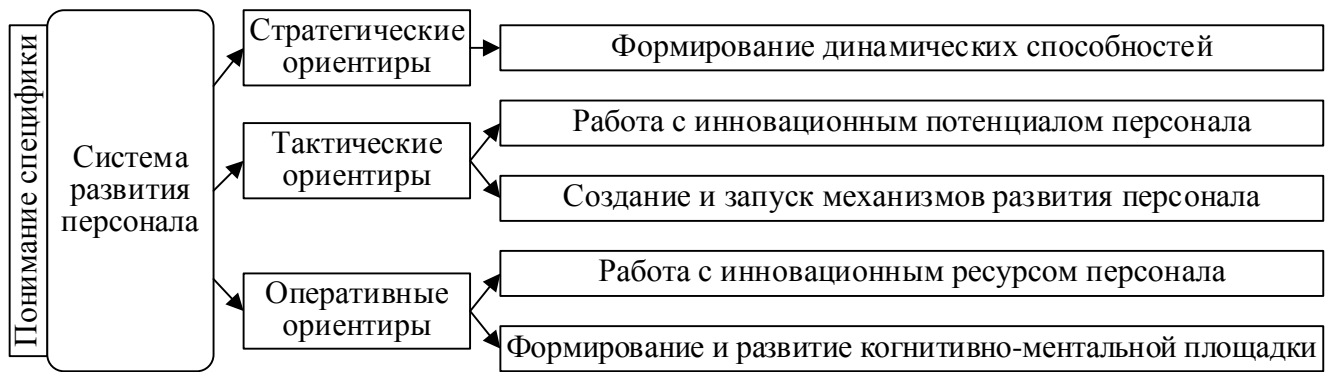 Понимание специфики
Система
развития
персонала
Стратегические
ориентиры
Формирование динамических способностей
Тактические
ориентиры
Работа с инновационным потенциалом персонала
Создание и запуск механизмов развития персонала
Оперативные
ориентиры
Работа с инновационным ресурсом персонала
Формирование и развитие когнитивно-ментальной площадки